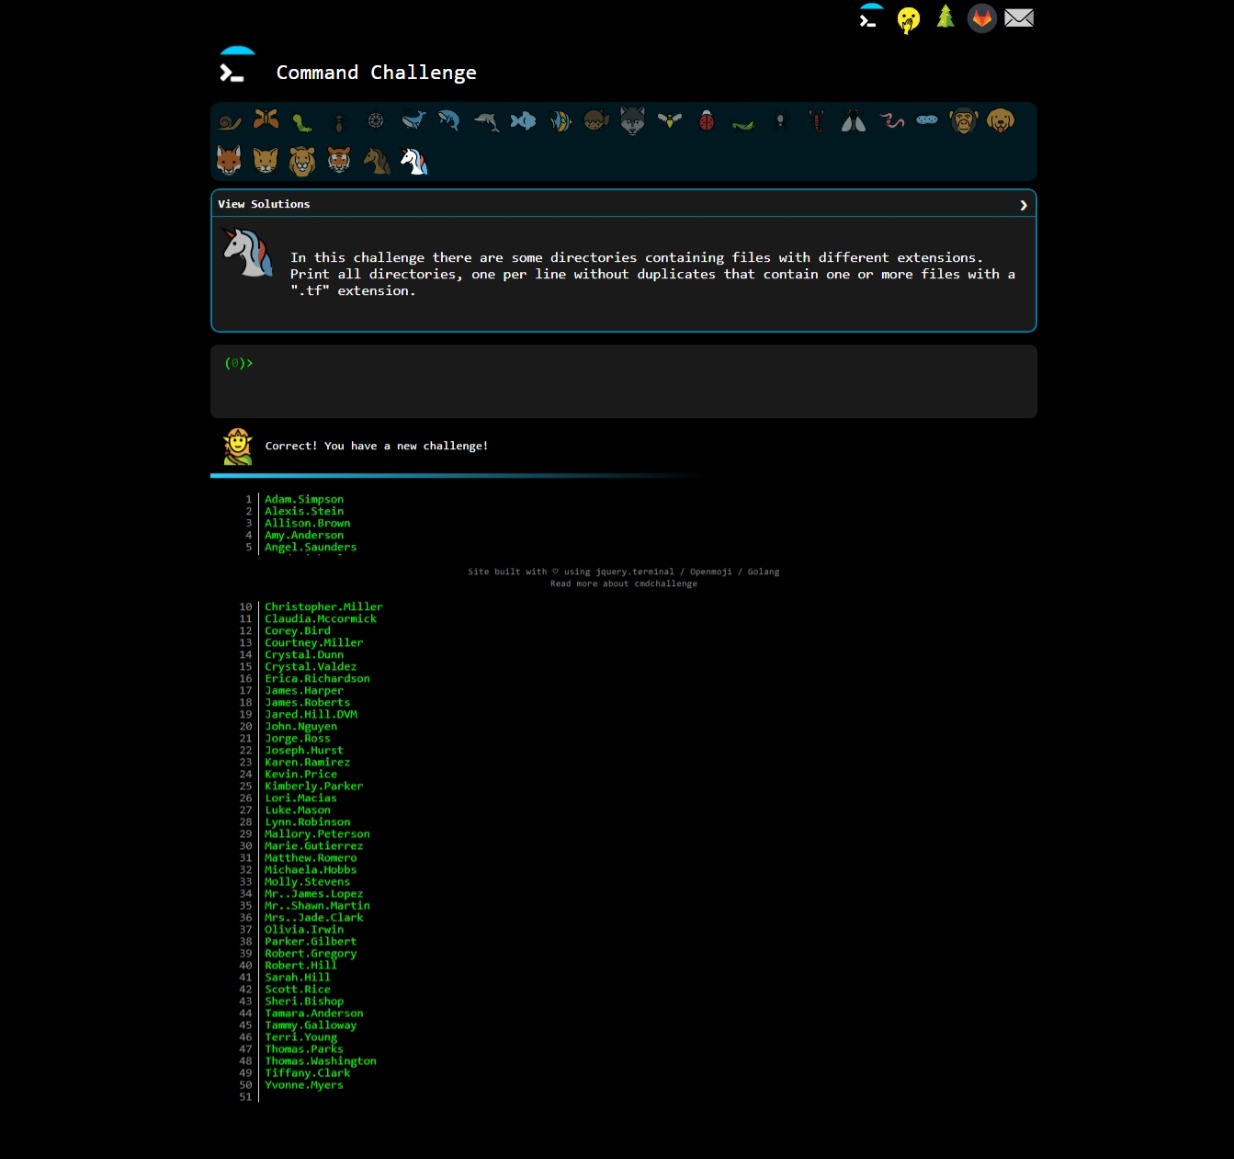 Command Challenge
View Solutions
In this challenge there are some directories containing files with different extensions.
Print all directories, one per line without duplicates that contain one or more files with a
".tf" extension.
(0)>
Correct! You have a new challenge!
1 Adam.Simpson
2 Alexis.Stein
3 Allison.Brown
4 Amy.Anderson
5 Angel.Saunders
Site built with ♡ using jquery.terminal / Openmoji / Golang
Read more about cmdchallenge
10 Christopher.Miller
11 Claudia.Mccormick
12 Corey.Bird
13 Courtney.Miller
14 Crystal.Dunn
15 Crystal.Valdez
16 Erica.Richardson
17 James.Harper
18 James.Roberts
19 Jared.Hill.DVM
20 John.Nguyen
21 Jorge.Ross
22 Joseph.Hurst
23 Karen.Ramirez
24 Kevin.Price
25 Kimberly.Parker
26 Lori.Macias
27 Luke.Mason
28 Lynn.Robinson
29 Mallory.Peterson
30 Marie.Gutierrez
31 Matthew.Romero
32 Michaela.Hobbs
33 Molly.Stevens
34 Mr..James.Lopez
35 Mr..Shawn.Martin
36 Mrs..Jade.Clark
37 Olivia.Irwin
38 Parker.Gilbert
39 Robert.Gregory
40 Robert.Hill
41 Sarah.Hill
42 Scott.Rice
43 Sheri.Bishop
44 Tamara.Anderson
45 Tammy.Galloway
46 Terri.Young
47 Thomas.Parks
48 Thomas.Washington
49 Tiffany.Clark
50 Yvonne.Myers
51